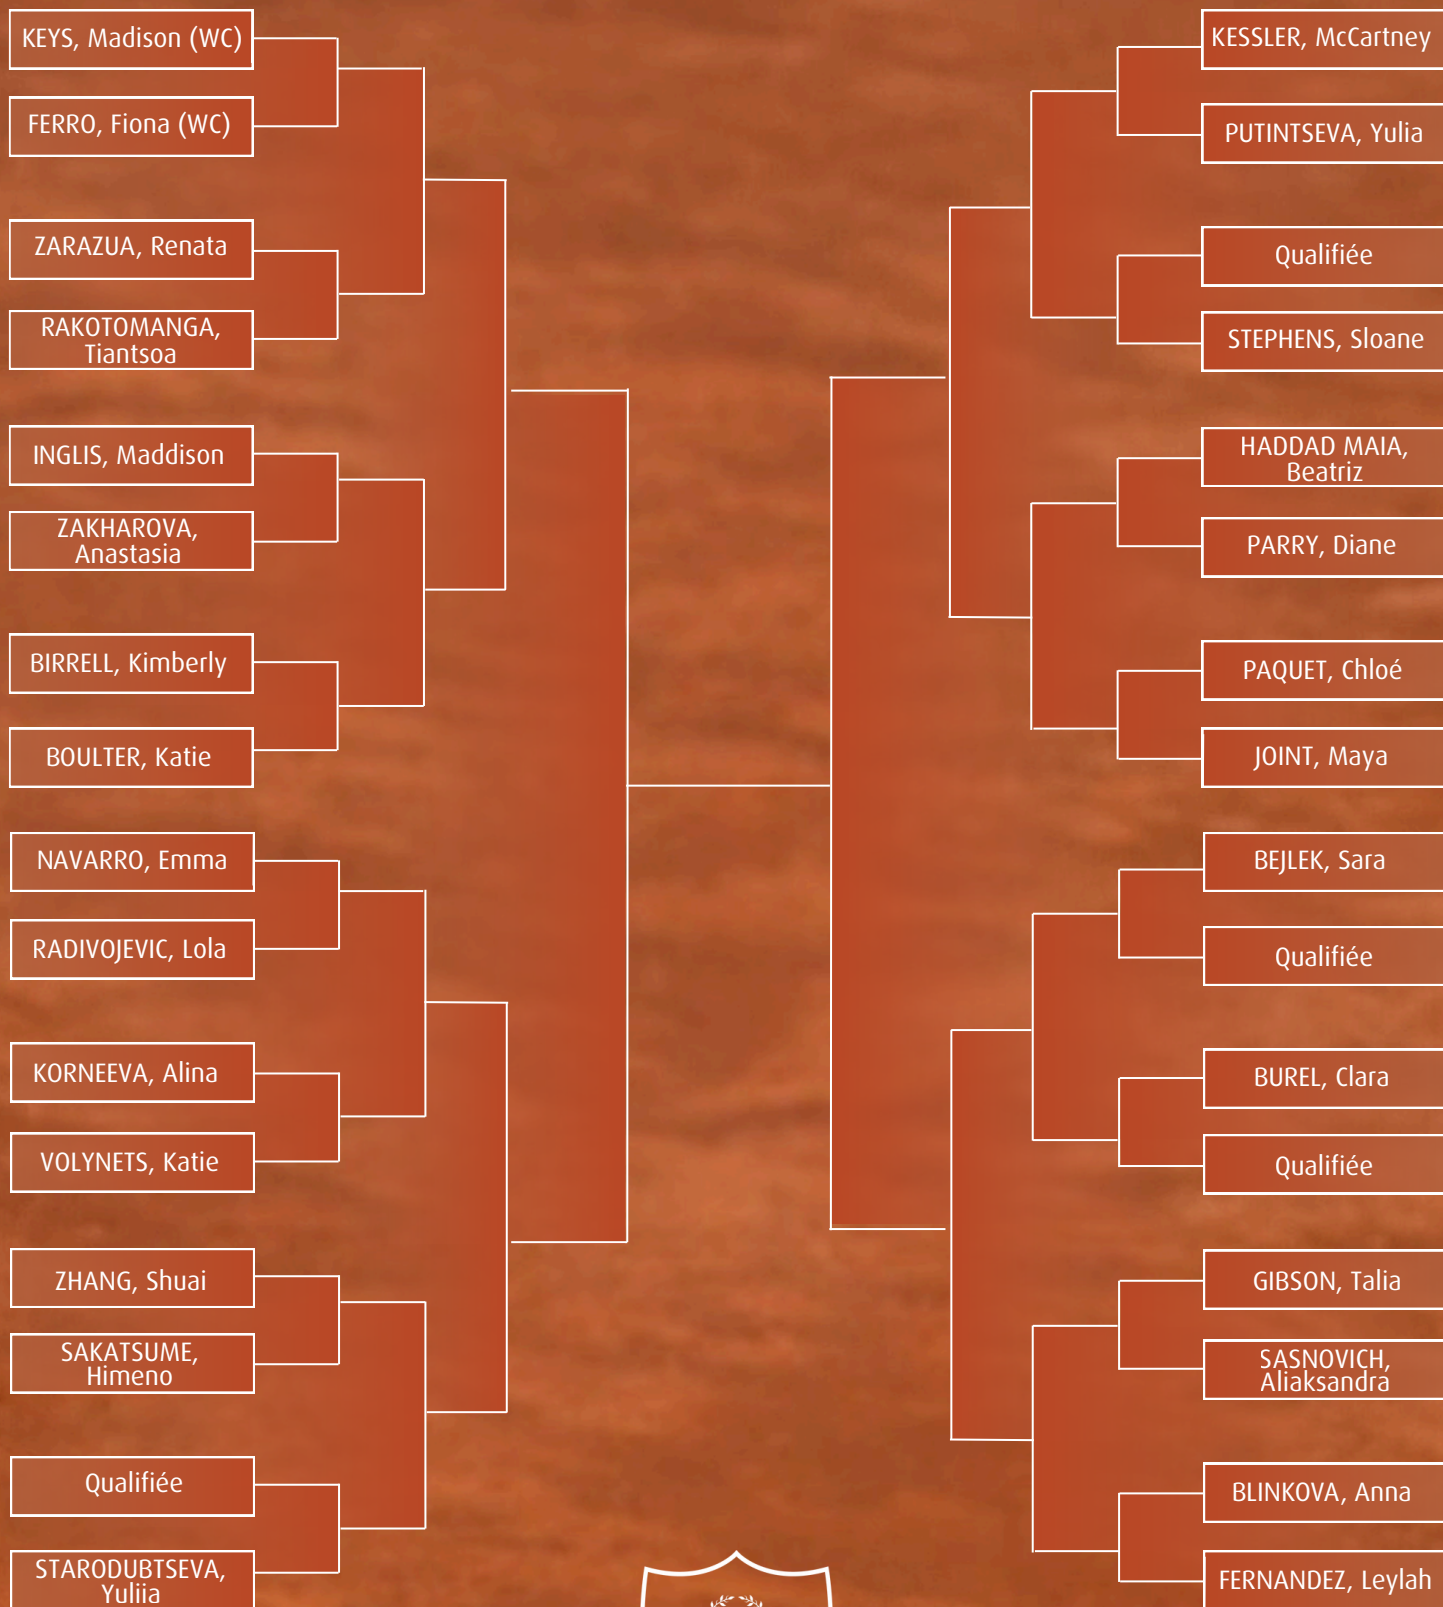 KEYS, Madison (WC)
FERRO, Fiona (WC)
ZARAZUA, Renata
RAKOTOMANGA,
Tiantsoa
INGLIS, Maddison
ZAKHAROVA,
Anastasia
BIRRELL, Kimberly
BOULTER, Katie
NAVARRO, Emma
RADIVOJEVIC, Lola
KORNEEVA, Alina
VOLYNETS, Katie
ZHANG, Shuai
SAKATSUME,
Himeno
Qualifiée
STARODUBTSEVA,
Yuliia
KESSLER, McCartney
PUTINTSEVA, Yulia
Qualifiée
STEPHENS, Sloane
HADDAD MAIA,
Beatriz
PARRY, Diane
PAQUET, Chloé
JOINT, Maya
BEJLEK, Sara
Qualifiée
BUREL, Clara
Qualifiée
GIBSON, Talia
SASNOVICH,
Aliaksandra
BLINKOVA, Anna
FERNANDEZ, Leylah